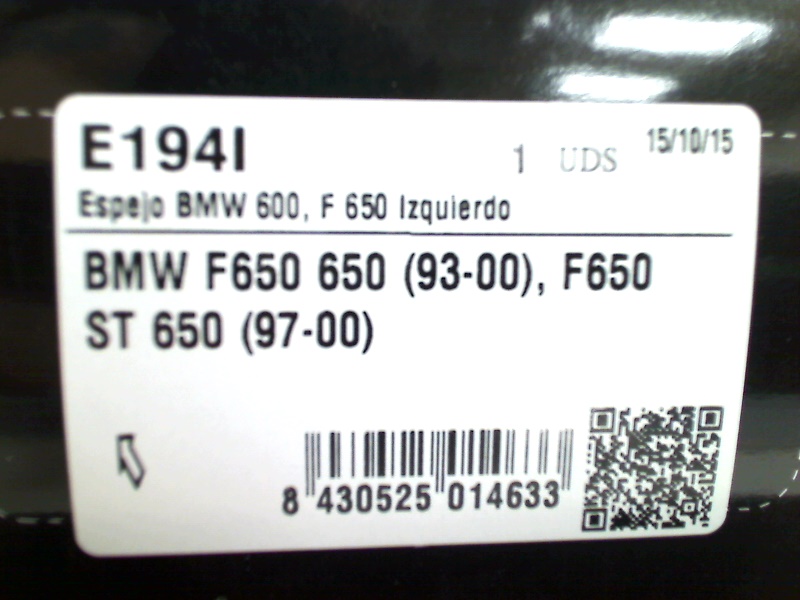 E194I 1 UDS 15/10/15
Espejo BMW 600, F 650 Izquierdo
BMW F650 650 (93-00), F650
ST 650 (97-00)
8 430525 014633